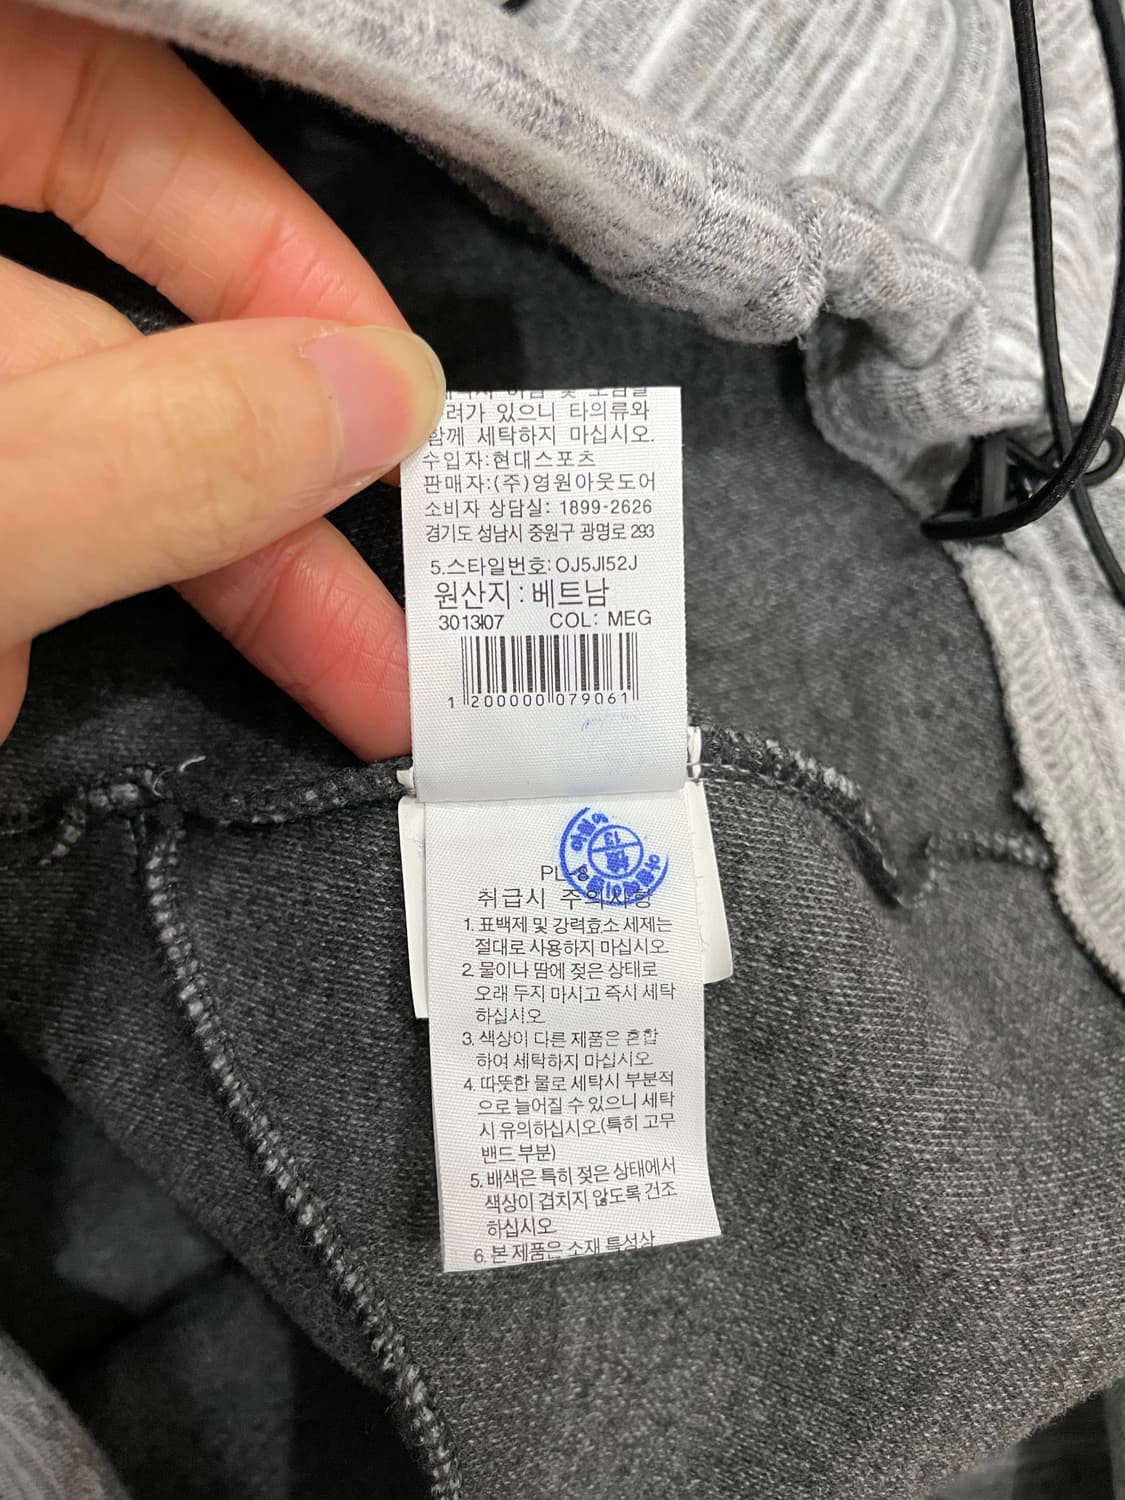 려가 있으니 타의류와
함께 세탁하지 마십시오.
수입자:현대스포츠
판매자:(주)영원아웃도어
소비자 상담실: 1899-2626
경기도 성남시 중원구 광명로 293
5.스타일번호:OJ5JI52J
원산지:베트남
301307 COL: MEG
1 200000 079061
PL 8
취급시 주의사항
1. 표백제 및 강력효소 세제는
절대로 사용하지 마십시오
2. 물이나 땀에 젖은 상태로
오래 두지 마시고 즉시 세탁
하십시오
3. 색상이 다른 제품은 혼합
하여 세탁하지 마십시오
4. 따뜻한 물로 세탁시 부분적
으로 늘어질 수 있으니 세탁
시 유의하십시오(특히 고무
밴드부분)
5. 배색은 특히 젖은 상태에서
색상이 겹치지 않도록 건조
하십시오
6. 본 제품은 소재 특성상